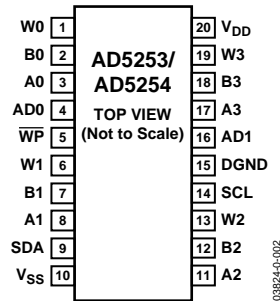 W0 1
B0 2
A0 3
AD0 4
WP 5
W1 6
B1 7
A1 8
SDA 9
VSS 10
AD5253/
AD5254
TOP VIEW
(Not to Scale)
20 VDD
19 W3
18 B3
17 A3
16 AD1
15 DGND
14 SCL
13 W2
12 B2
11 A2
03824-0-002